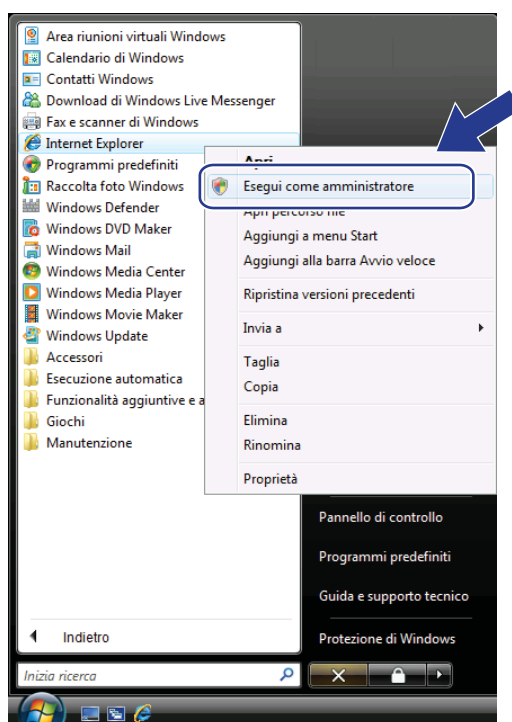 Area riunioni virtuali Windows
Calendario di Windows
Contatti Windows
Download di Windows Live Messenger
Fax e scanner di Windows
Internet Explorer
Programmi predefiniti
Raccolta foto Windows
Windows Defender
Windows DVD Maker
Windows Mail
Windows Media Center
Windows Media Player
Windows Movie Maker
Windows Update
Accessori
Esecuzione automatica
Funzionalità aggiuntive e a
Giochi
Manutenzione
Indietro
Inizia ricerca
Apri
Esegui come amministratore
Apri percorso file
Aggiungi a menu Start
Aggiungi alla barra Avvio veloce
Ripristina versioni precedenti
Invia a
Taglia
Copia
Elimina
Rinomina
Proprietà
Pannello di controllo
Programmi predefiniti
Guida e supporto tecnico
Protezione di Windows